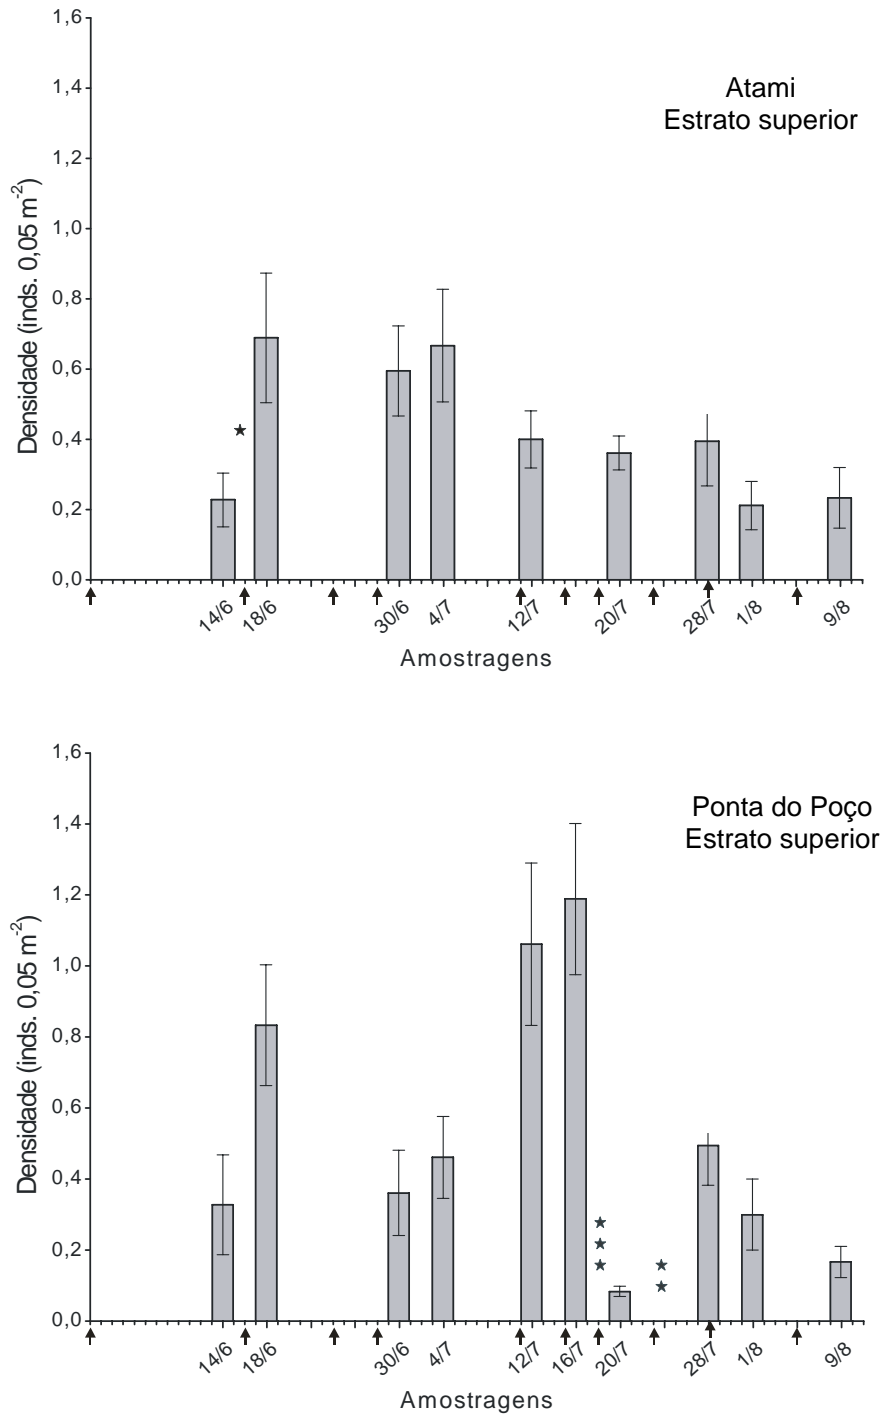 1,6
1,4
1,2
1,0
0,8
0,6
0,4
0,2
0,0
Densidade (inds. 0,05 m-2)
Atami
Estrato superior
14/6 18/6 30/6 4/7 12/7 20/7 28/7 1/8 9/8
Amostragens
1,6
1,4
1,2
1,0
0,8
0,6
0,4
0,2
0,0
Densidade (inds. 0,05 m-2)
Ponta do Poço
Estrato superior
14/6 18/6 30/6 4/7 12/7 16/7 20/7 28/7 1/8 9/8
Amostragens